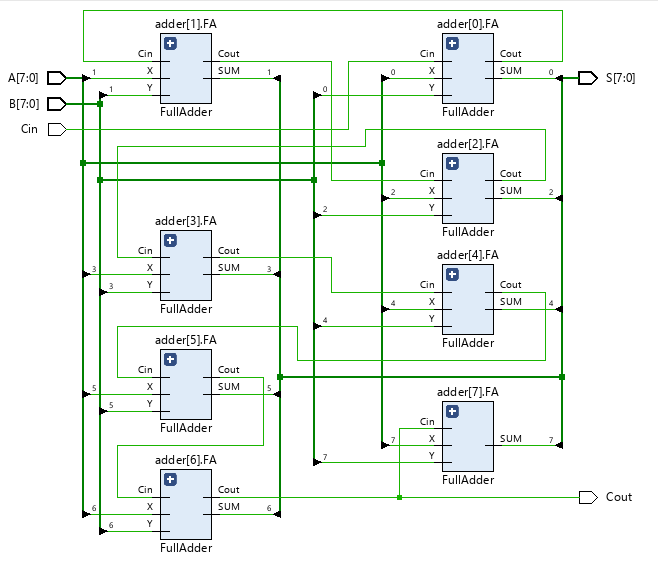 adder[1].FA
adder[0].FA
Cin Cout
Cin Cout
A[7:0] 1 X SUM 1
0 X SUM 0 S[7:0]
1 Y
0 Y
B[7:0]
FullAdder
FullAdder
Cin
adder[2].FA
Cin Cout
2 X SUM 2
2 Y
FullAdder
adder[3].FA
Cin Cout
3 X SUM 3
3 Y
FullAdder
adder[4].FA
Cin Cout
4 X SUM 4
4 Y
FullAdder
adder[5].FA
Cin Cout
5 X SUM 5
5 Y
FullAdder
adder[7].FA
Cin
7 X SUM 7
7 Y
FullAdder
adder[6].FA
Cin Cout
Cout
6 X SUM 6
6 Y
FullAdder